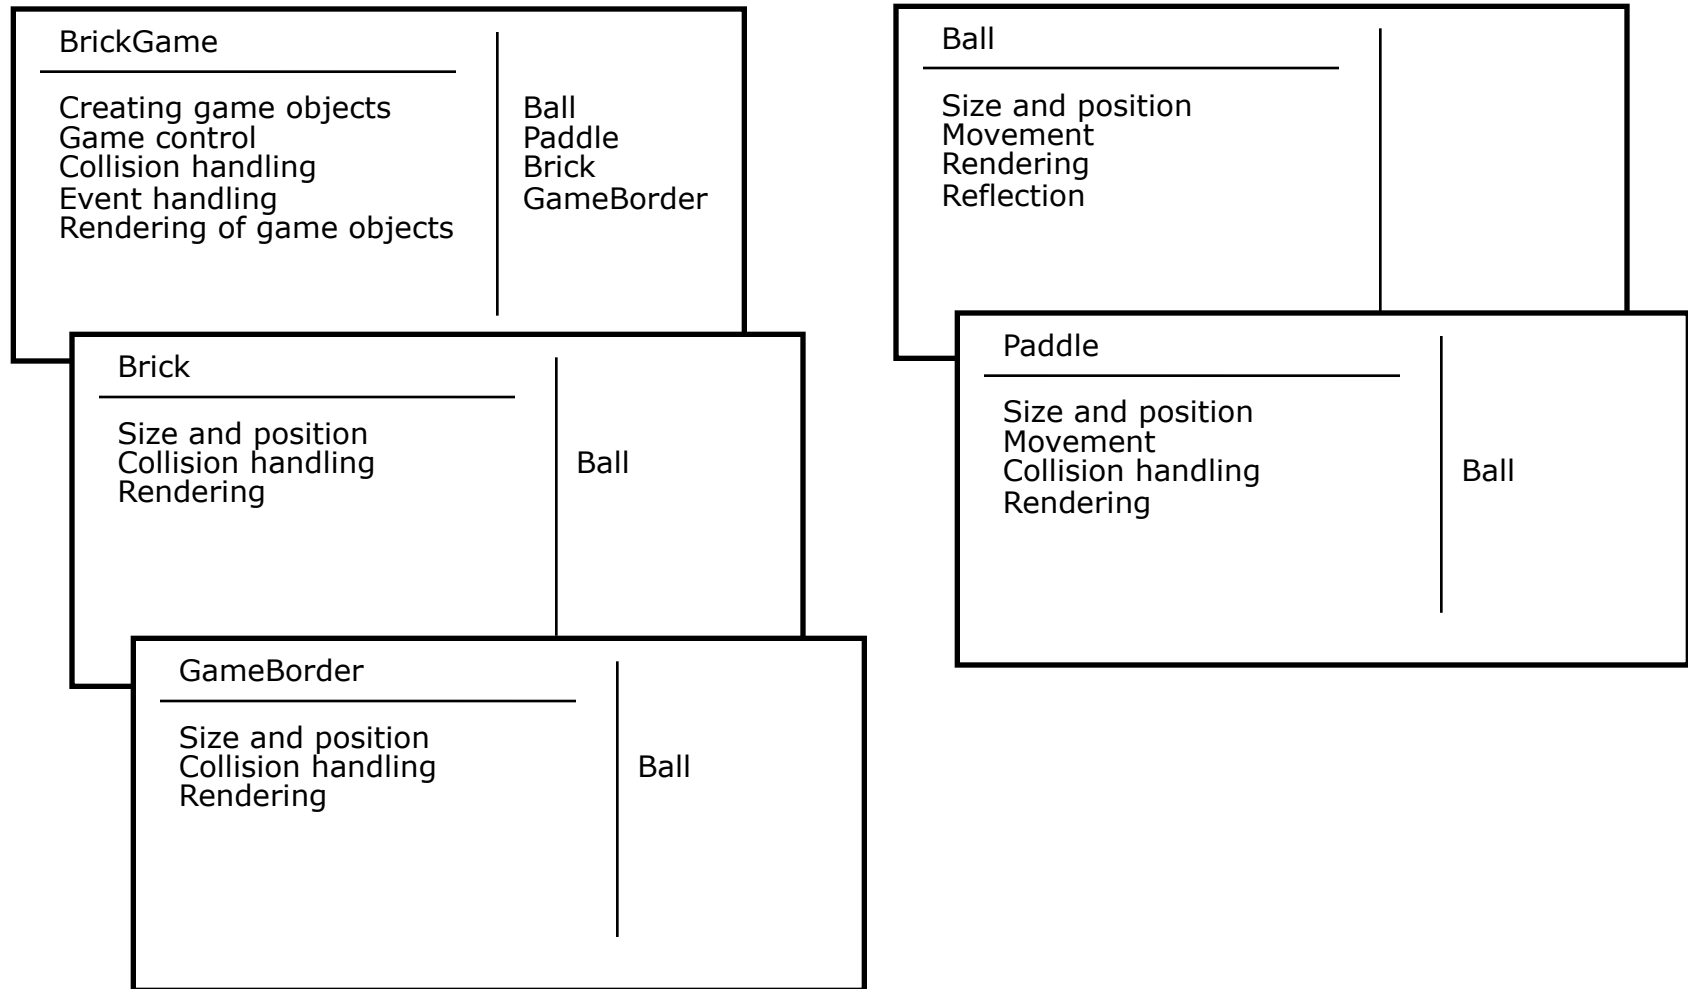 BrickGame
Creating game objects
Game control
Collision handling
Event handling
Rendering of game objects
Ball
Paddle
Brick
GameBorder
Brick
Size and position
Collision handling
Rendering
Ball
GameBorder
Size and position
Collision handling
Rendering
Ball
Ball
Size and position
Movement
Rendering
Reflection
Paddle
Size and position
Movement
Collision handling
Rendering
Ball